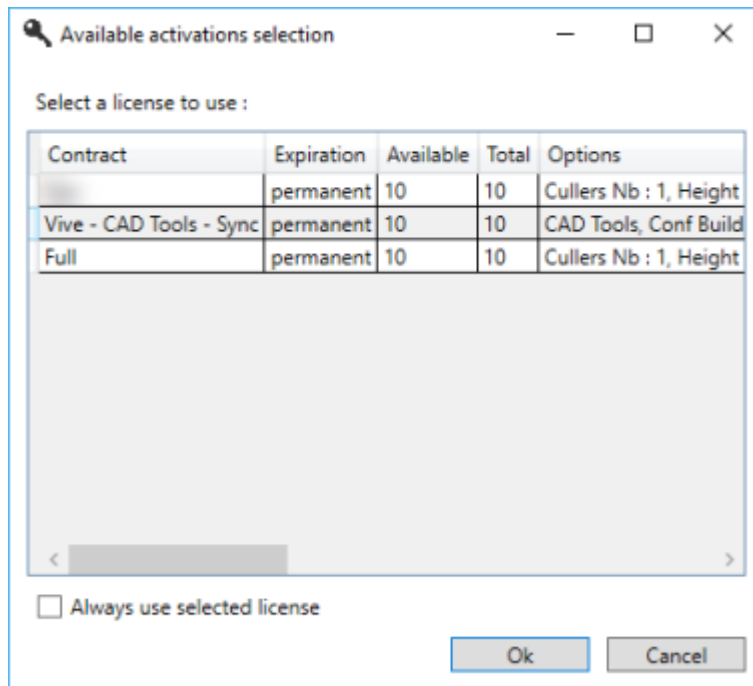 Available activations selection
Select a license to use :
Contract Expiration Available Total Options
permanent 10 10 Cullers Nb : 1, Height
Vive - CAD Tools - Sync permanent 10 10 CAD Tools, Conf Build
Full permanent 10 10 Cullers Nb : 1, Height
Always use selected license
Ok Cancel